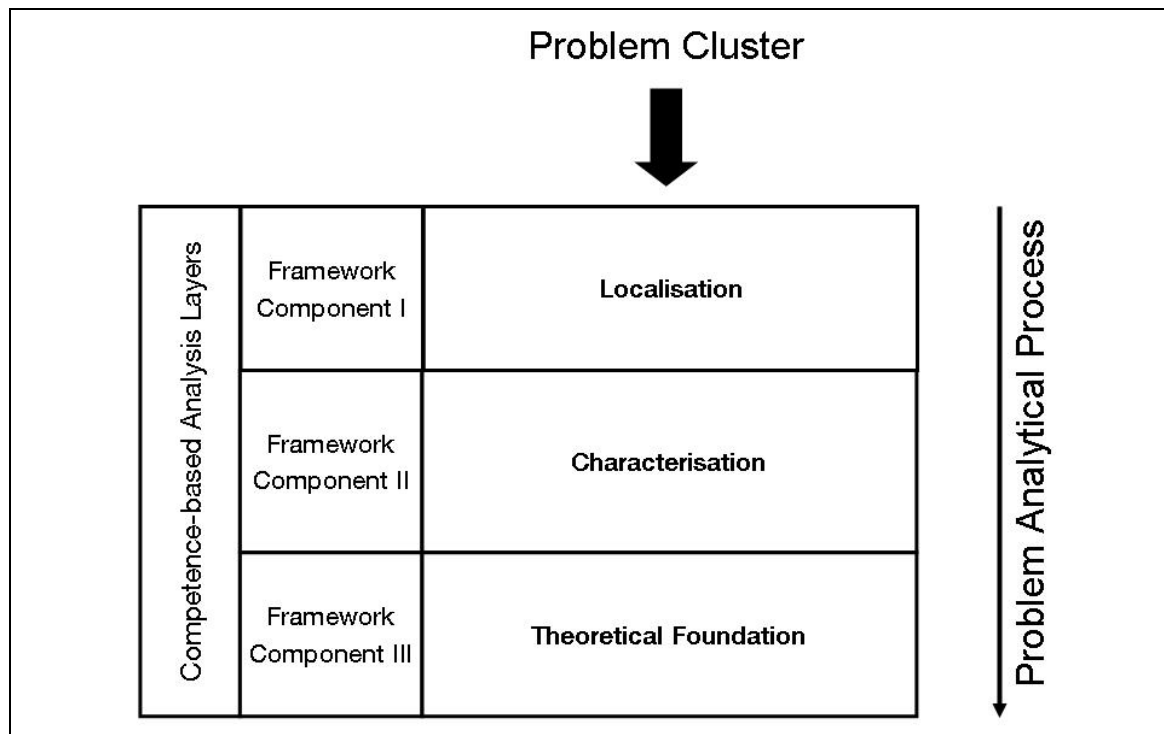 Problem Cluster
Competence-based Analysis Layers
Framework
Component I
Localisation
Framework
Component II
Characterisation
Framework
Component III
Theoretical Foundation
Problem Analytical Process